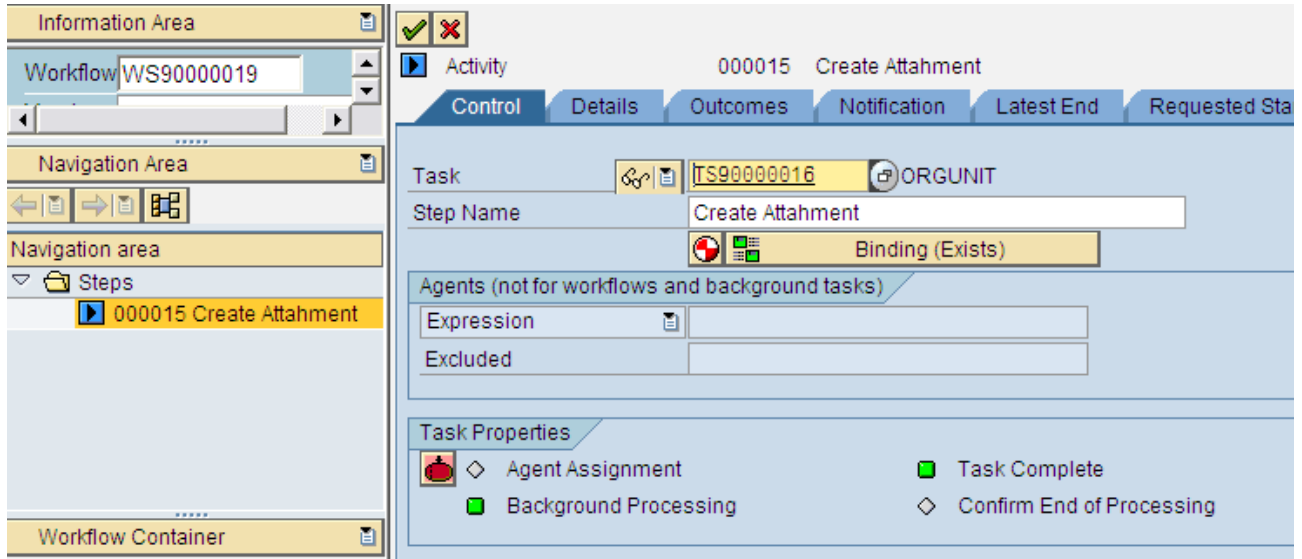 Information Area
Workflow WS90000019
Navigation Area
Navigation area
Steps
000015 Create Attahment
Workflow Container
Activity 000015 Create Attahment
Control Details Outcomes Notification Latest End Requested Sta
Task TS90000016 ORGUNIT
Step Name Create Attahment
Binding (Exists)
Agents (not for workflows and background tasks)
Expression
Excluded
Task Properties
Agent Assignment Task Complete
Background Processing Confirm End of Processing